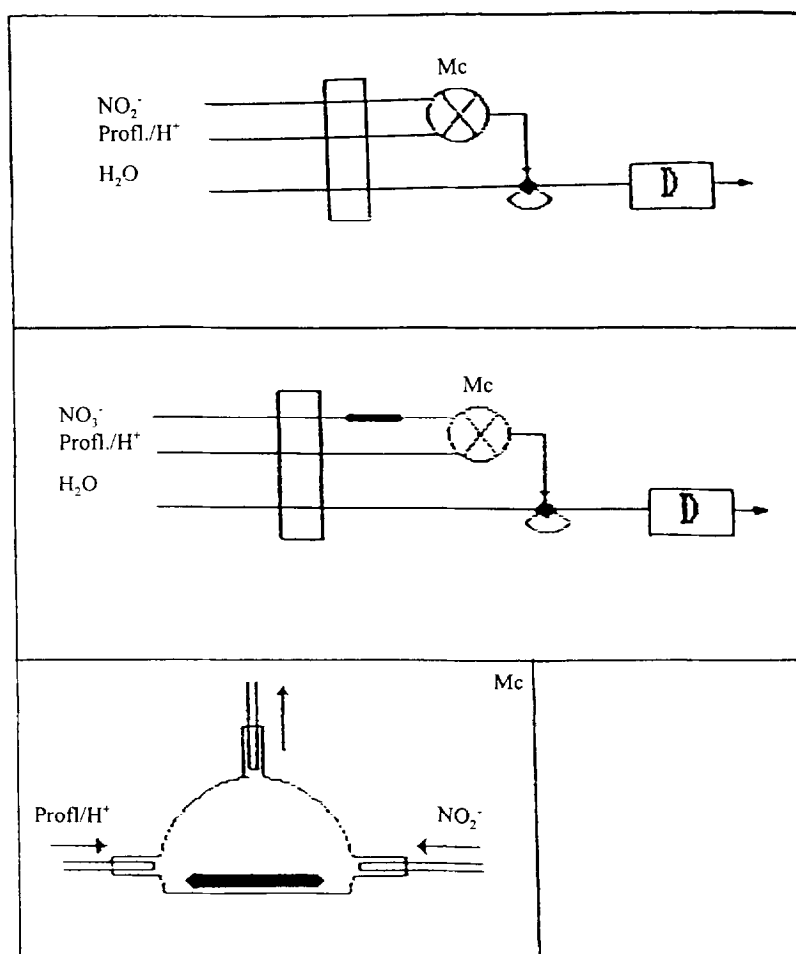 Mc
NO₂⁻
Profl./H⁺
H₂O
D
Mc
NO₃⁻
Profl./H⁺
H₂O
D
Mc
Profl/H⁺
NO₂⁻